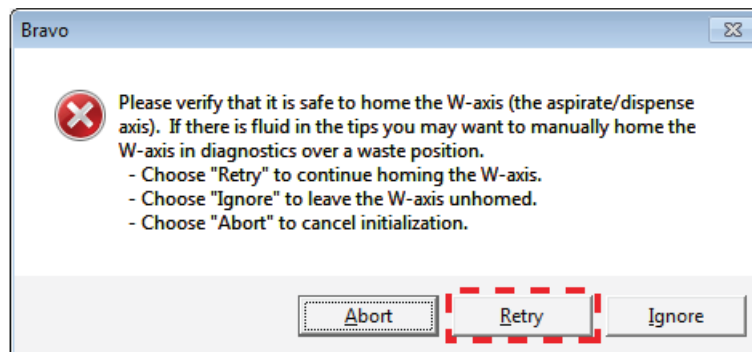 Bravo
Please verify that it is safe to home the W-axis (the aspirate/dispense
axis). If there is fluid in the tips you may want to manually home the
W-axis in diagnostics over a waste position.
- Choose "Retry" to continue homing the W-axis.
- Choose "Ignore" to leave the W-axis unhomed.
- Choose "Abort" to cancel initialization.
Abort Retry Ignore